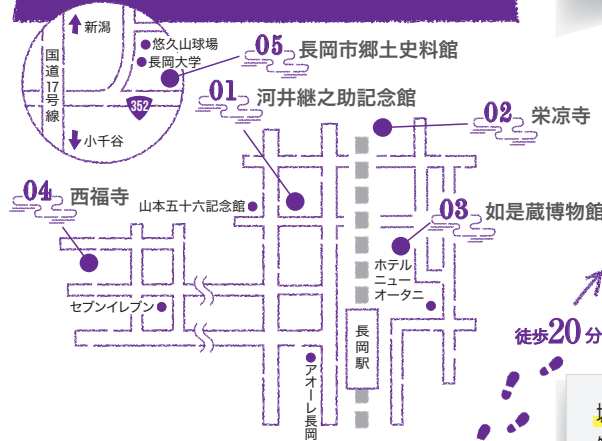 新潟
悠久山球場
長岡大学
国道17号線
352
小千谷
05 長岡市郷土史料館
01 河井継之助記念館
02 栄凉寺
04 西福寺
山本五十六記念館
03 如是蔵博物館
ホテル
ニュー
オータニ
セブンイレブン
長岡駅
アオーレ長岡
徒歩20分